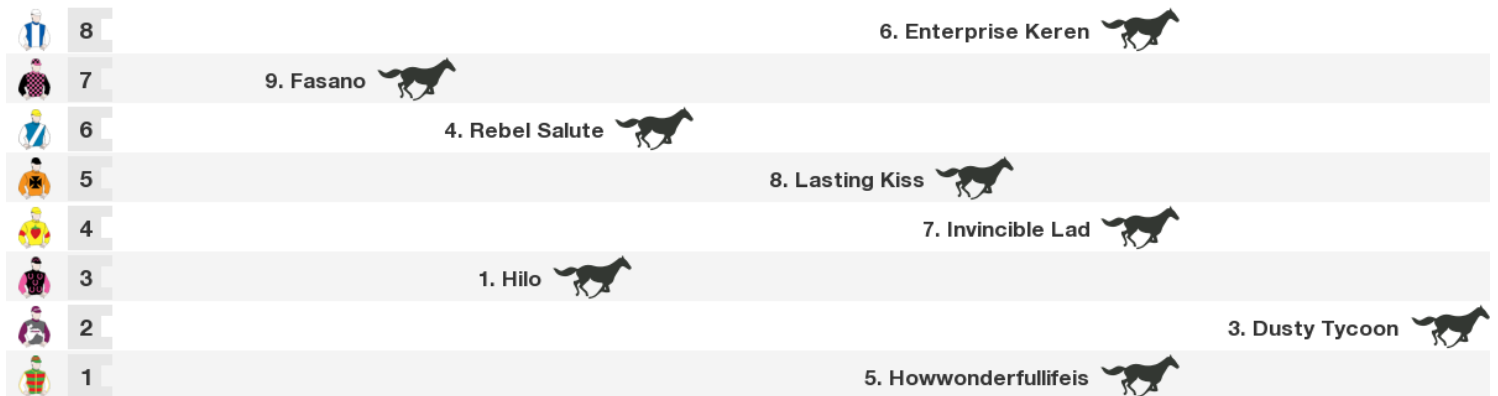 8 6. Enterprise Keren
7 9. Fasano
6 4. Rebel Salute
5 8. Lasting Kiss
4 7. Invincible Lad
3 1. Hilo
2 3. Dusty Tycoon
1 5. Howwonderfullifeis